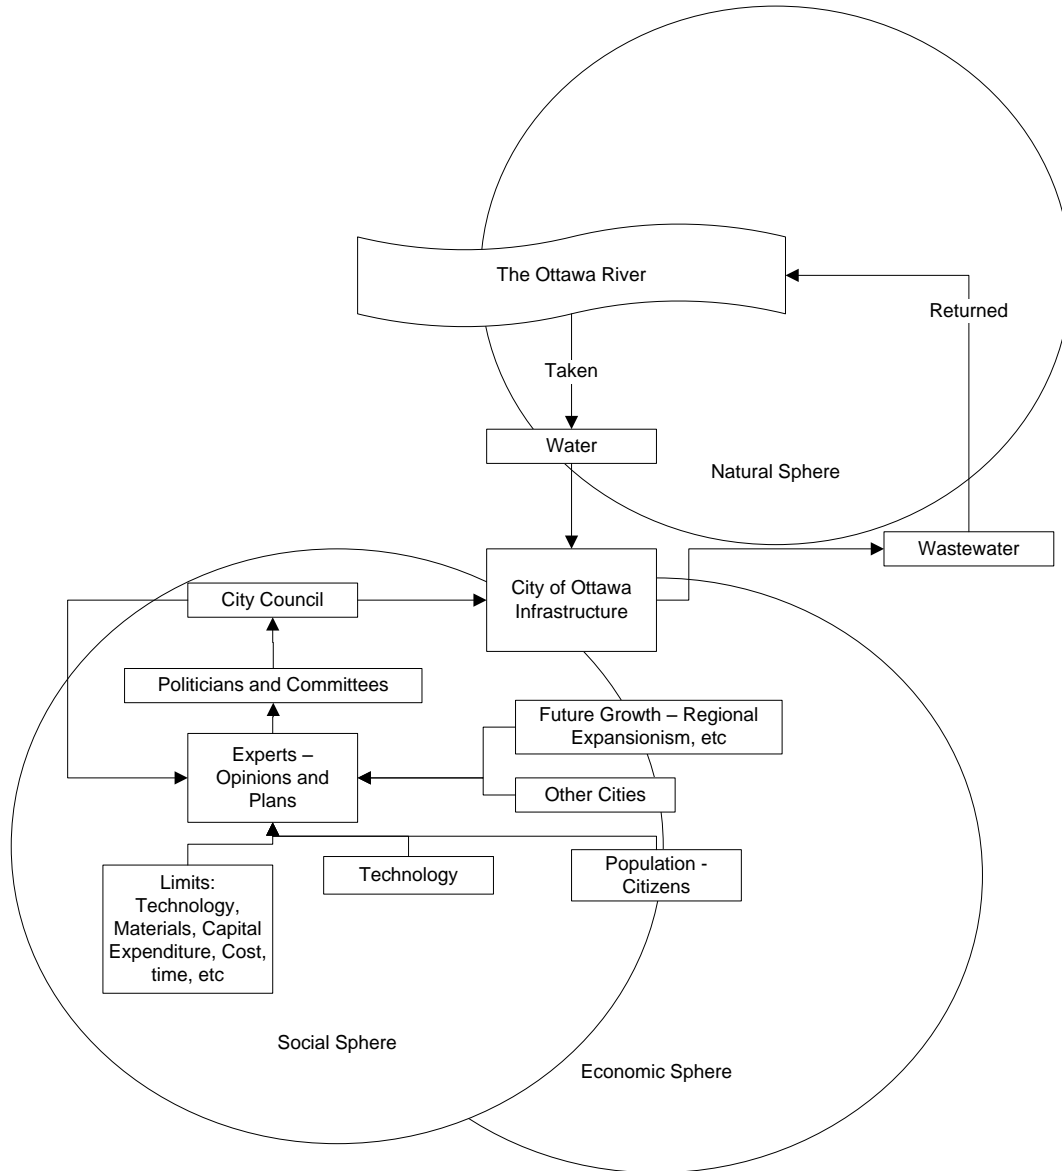 The Ottawa River
Returned
Taken
Water
Natural Sphere
Wastewater
City of Ottawa
Infrastructure
City Council
Politicians and Committees
Future Growth – Regional
Expansionism, etc
Experts –
Opinions and
Plans
Other Cities
Limits:
Technology,
Materials, Capital
Expenditure, Cost,
time, etc
Technology
Population -
Citizens
Social Sphere
Economic Sphere